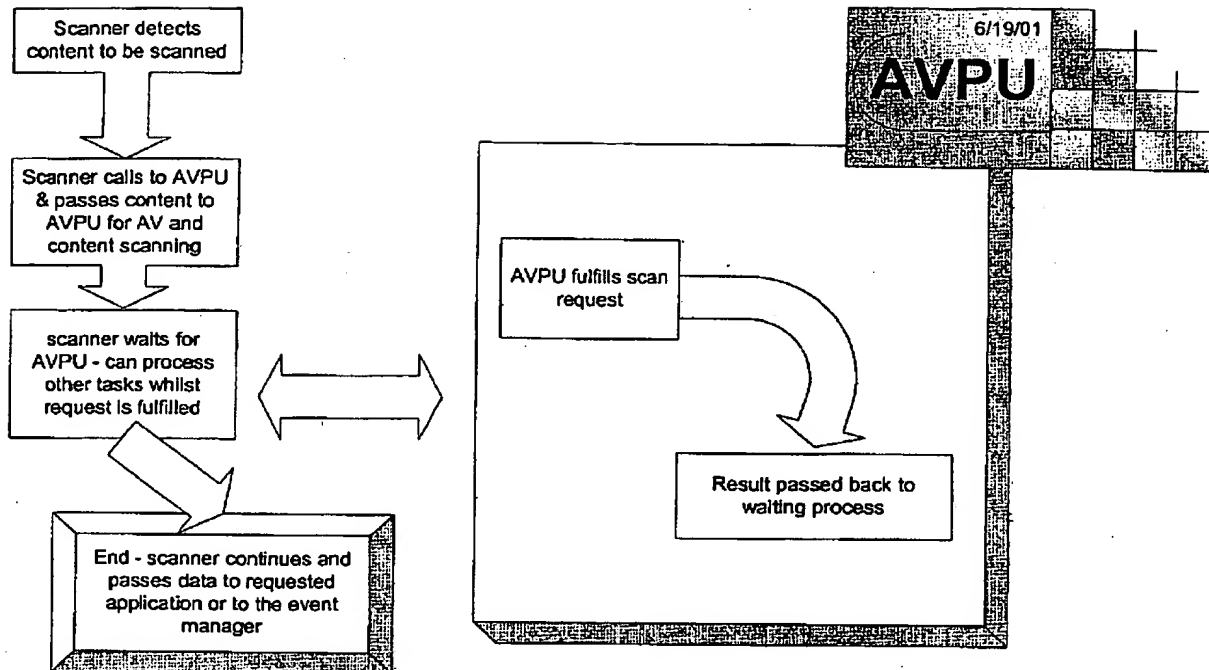 Scanner detects
content to be scanned
6/19/01
AVPU
Scanner calls to AVPU
& passes content to
AVPU for AV and
content scanning
AVPU fulfills scan
request
scanner waits for
AVPU - can process
other tasks whilst
request is fulfilled
Result passed back to
waiting process
End - scanner continues and
passes data to requested
application or to the event
manager